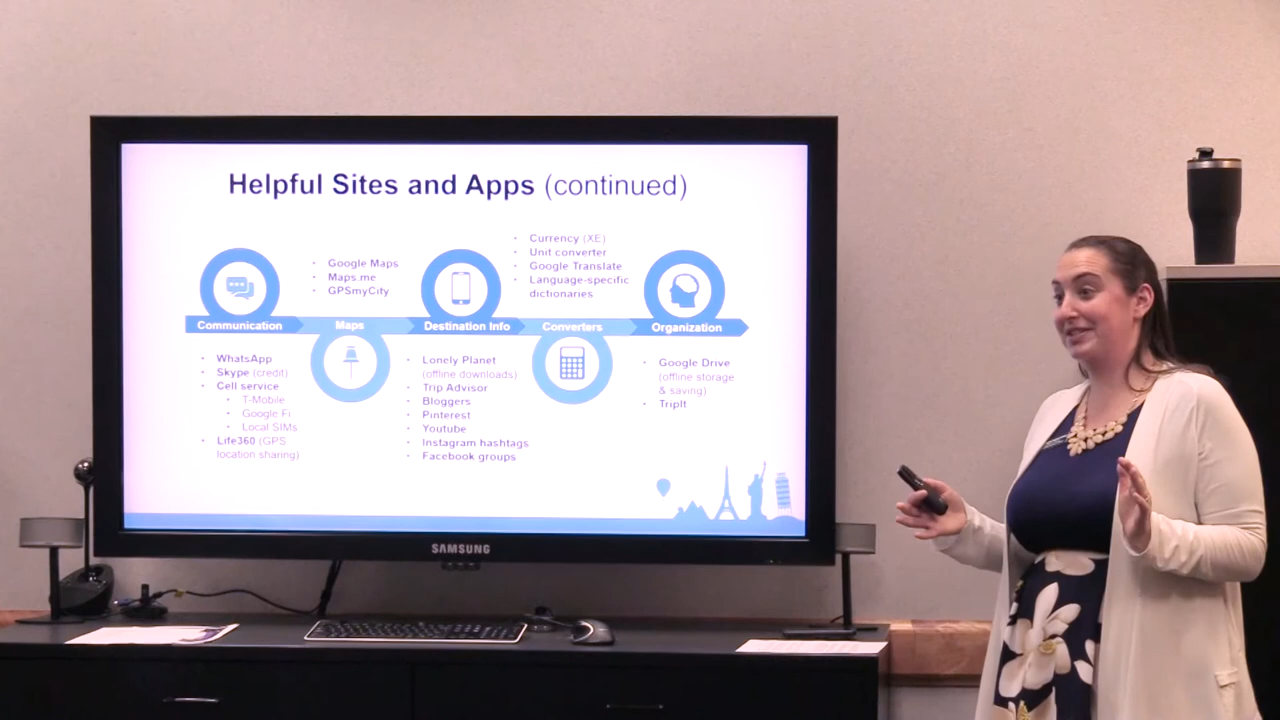 Helpful Sites and Apps (continued)
Communication
• WhatsApp
• Skype (credit)
• Cell service
• T-Mobile
• Google Fi
• Local SIMs
• Life360 (GPS
location sharing)
• Google Maps
• Maps.me
• GPSmyCity
Maps
Destination Info
• Lonely Planet
(offline downloads)
• Trip Advisor
• Bloggers
• Pinterest
• Youtube
• Instagram hashtags
• Facebook groups
• Currency (XE)
• Unit converter
• Google Translate
• Language-specific
dictionaries
Converters
Organization
• Google Drive
(offline storage
& saving)
• TripIt
SAMSUNG